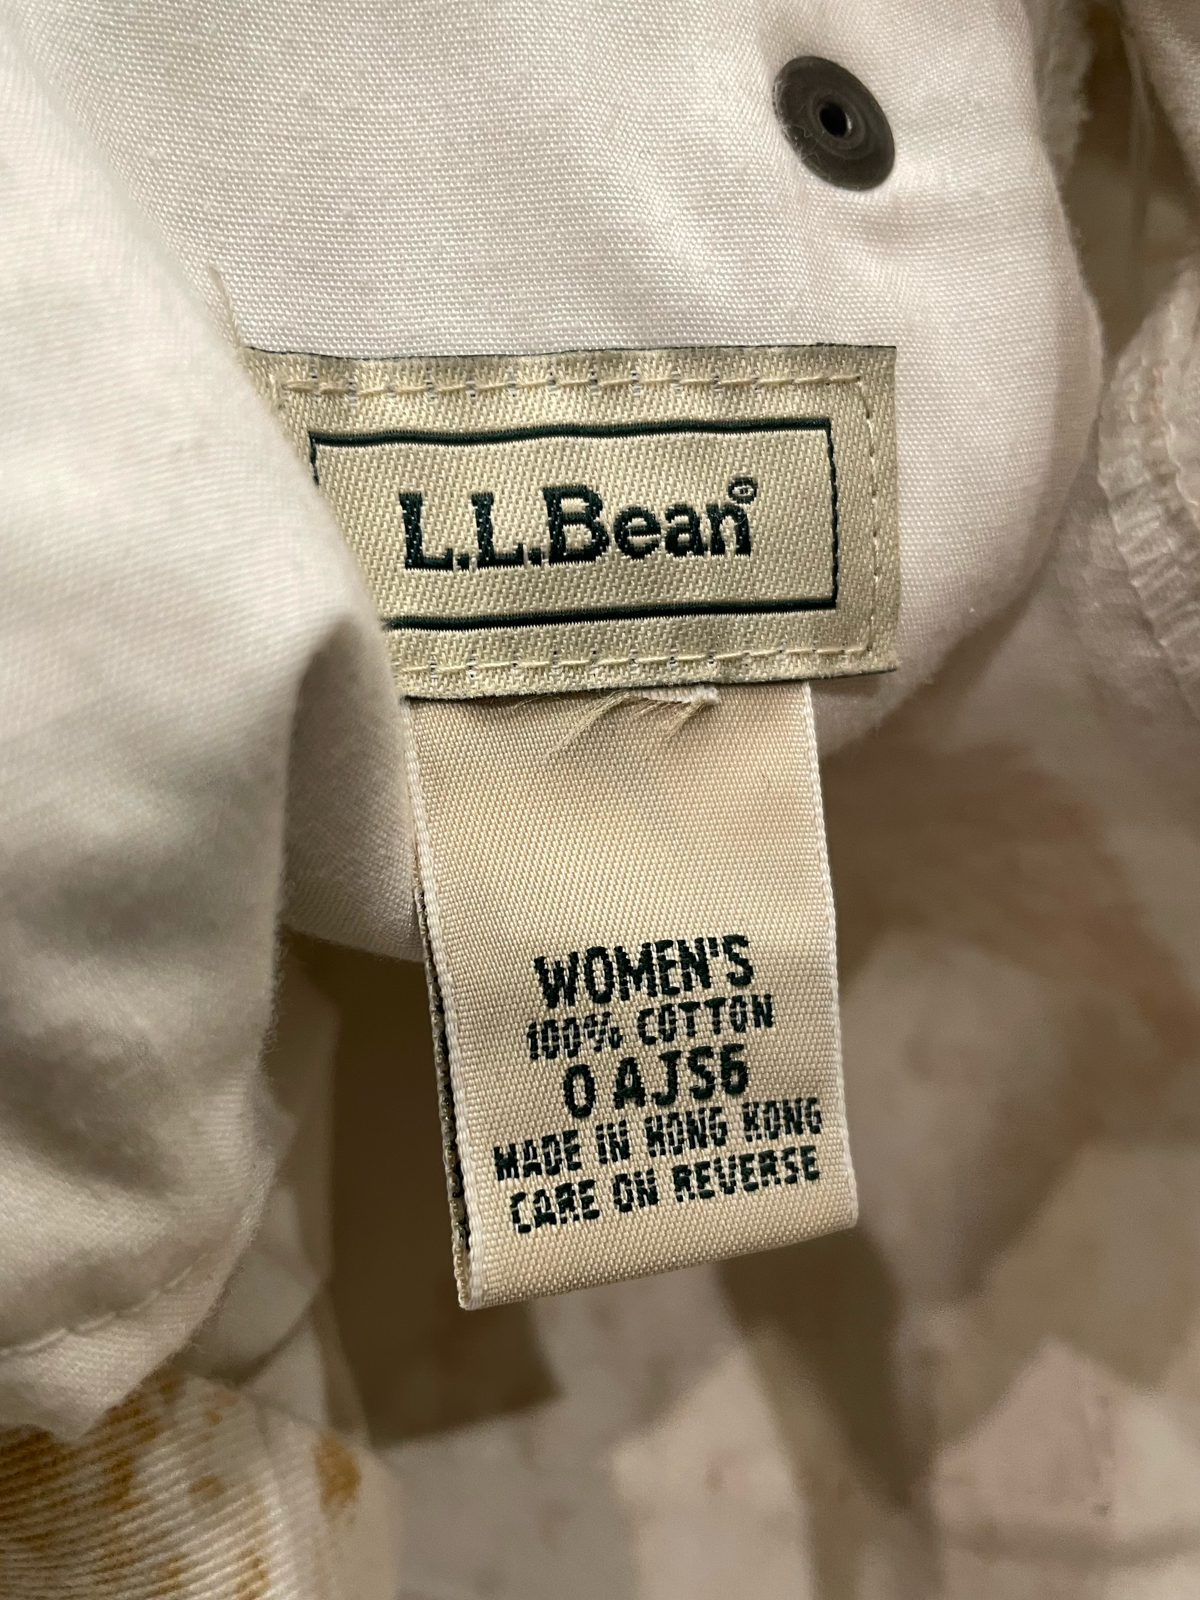 L.L.Bean®
WOMEN'S
100% COTTON
0 AJS6
MADE IN HONG KONG
CARE ON REVERSE